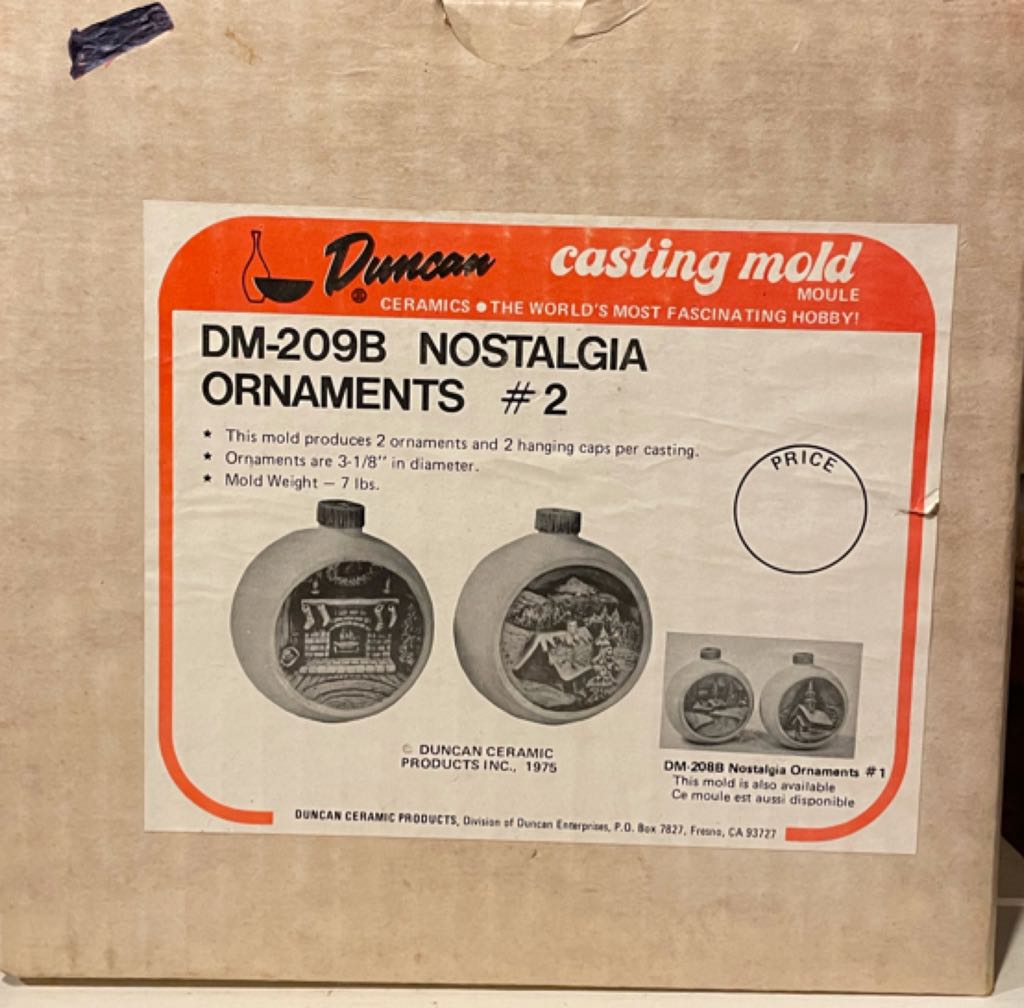 Duncan
casting mold
MOULE
CERAMICS ● THE WORLD'S MOST FASCINATING HOBBY!
DM-209B NOSTALGIA
ORNAMENTS #2
★ This mold produces 2 ornaments and 2 hanging caps per casting.
★ Ornaments are 3-1/8″ in diameter.
★ Mold Weight — 7 lbs.
PRICE
© DUNCAN CERAMIC
PRODUCTS INC., 1975
DM-208B Nostalgia Ornaments #1
This mold is also available
Ce moule est aussi disponible
DUNCAN CERAMIC PRODUCTS, Division of Duncan Enterprises, P.O. Box 7827, Fresno, CA 93727